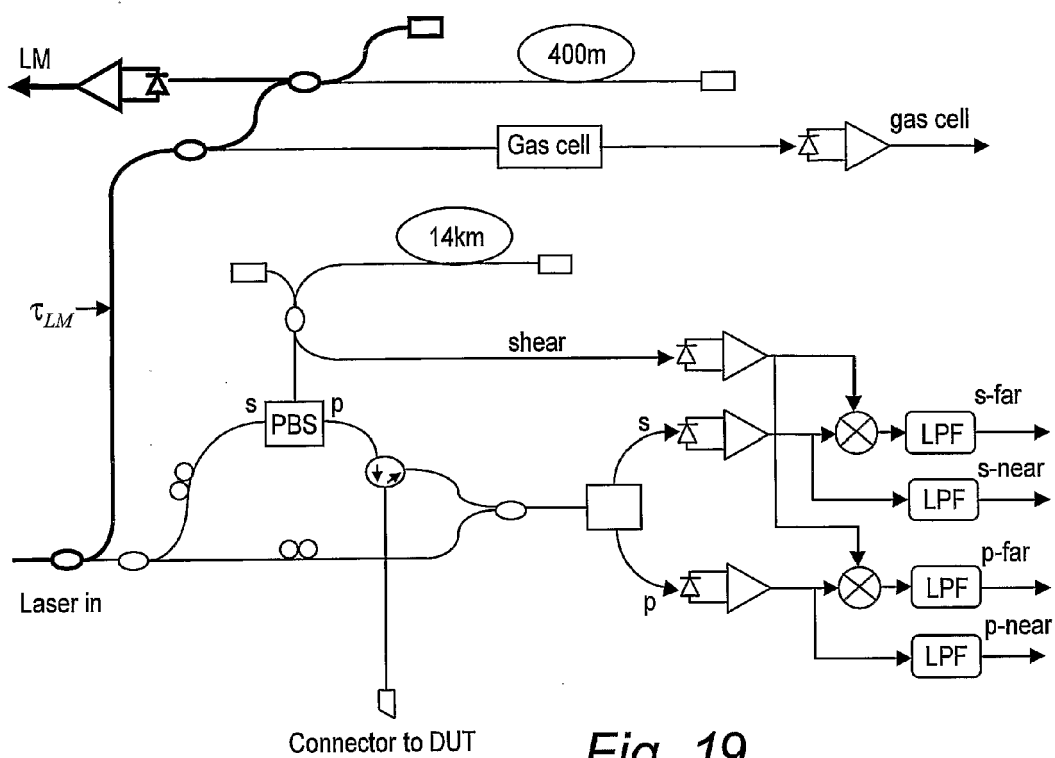 LM
400m
Gas cell
gas cell
14km
τLM
shear
s
PBS
p
s
p
s-far
LPF
s-near
LPF
p-far
LPF
p-near
LPF
Laser in
Connector to DUT
Fig. 19